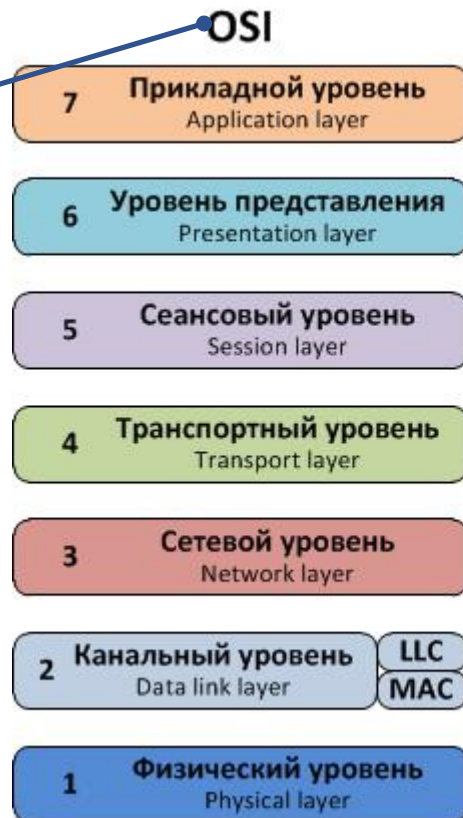 OSI
7 Прикладной уровень
Application layer
6 Уровень представления
Presentation layer
5 Сеансовый уровень
Session layer
4 Транспортный уровень
Transport layer
3 Сетевой уровень
Network layer
2 Канальный уровень LLC
Data link layer MAC
1 Физический уровень
Physical layer